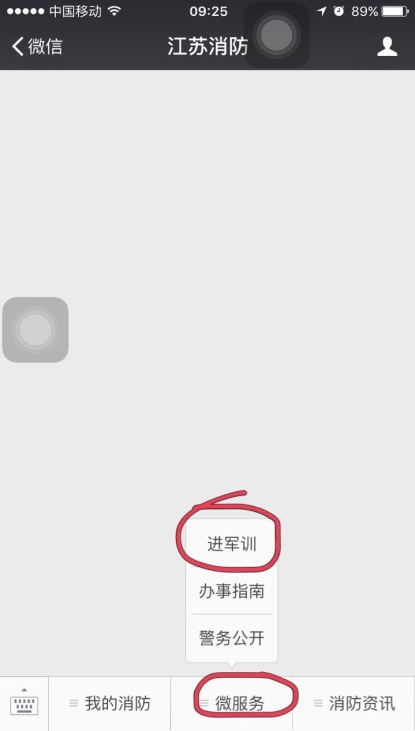 中国移动 09:25 89%
微信 江苏消防
进军训
办事指南
警务公开
我的消防 微服务 消防资讯